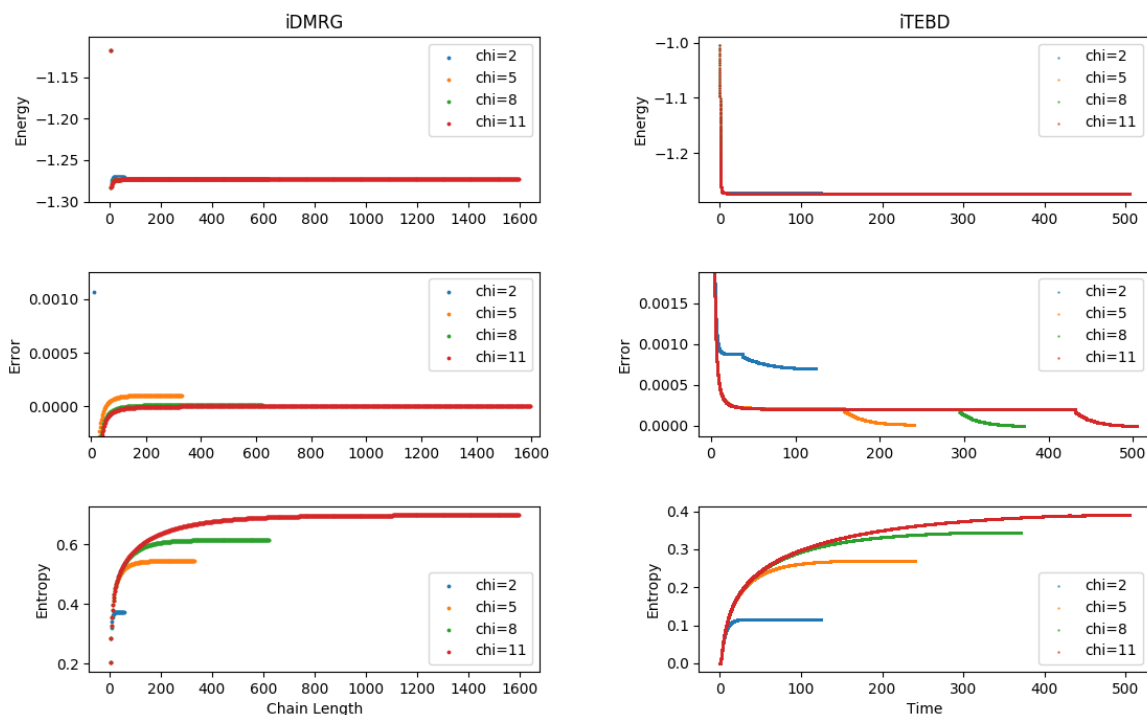 iDMRG
Energy
−1.15
−1.20
−1.25
−1.30
0 200 400 600 800 1000 1200 1400 1600
chi=2
chi=5
chi=8
chi=11
iTEBD
Energy
−1.0
−1.1
−1.2
0 100 200 300 400 500
chi=2
chi=5
chi=8
chi=11
Error
0.0010
0.0005
0.0000
0 200 400 600 800 1000 1200 1400 1600
chi=2
chi=5
chi=8
chi=11
Error
0.0015
0.0010
0.0005
0.0000
0 100 200 300 400 500
chi=2
chi=5
chi=8
chi=11
Entropy
0.6
0.4
0.2
0 200 400 600 800 1000 1200 1400 1600
Chain Length
chi=2
chi=5
chi=8
chi=11
Entropy
0.4
0.3
0.2
0.1
0.0
0 100 200 300 400 500
Time
chi=2
chi=5
chi=8
chi=11